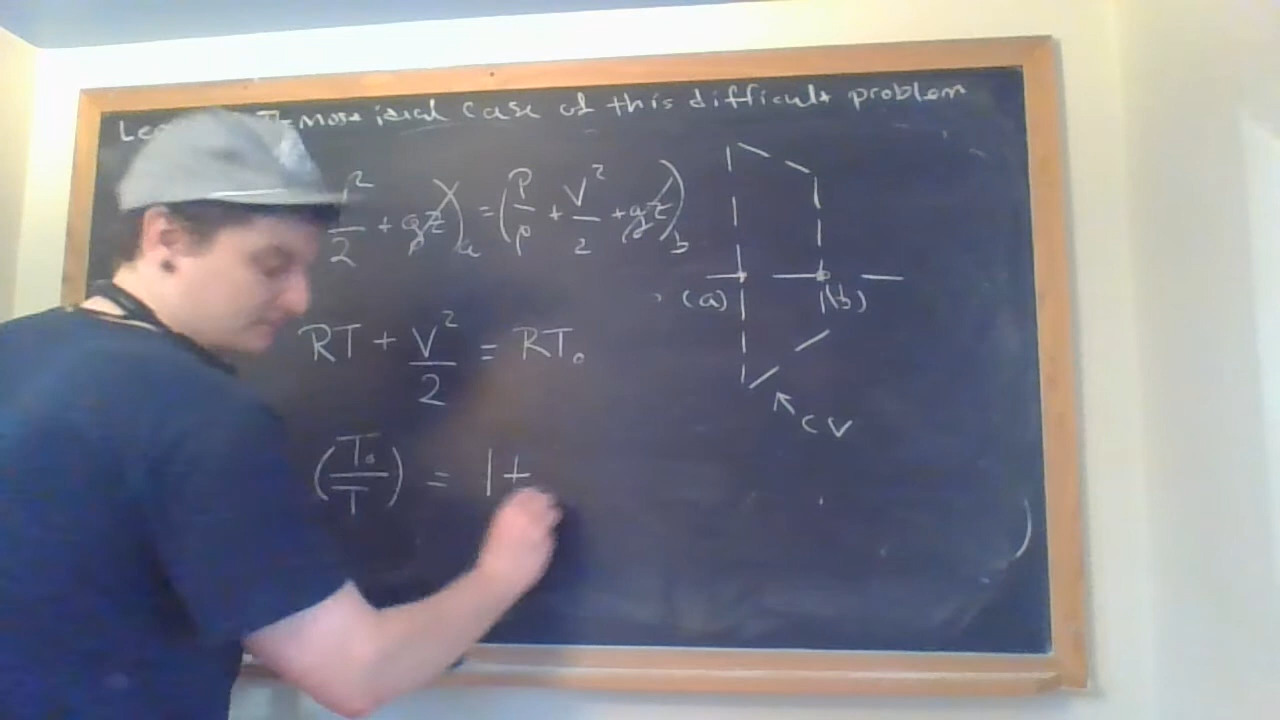 most ideal case of this difficult problem
2/2 + gz)a = (P/ρ + V²/2 + gz)b
(a) (b)
RT + V²/2 = RT₀
CV
(T₀/T) = 1 +